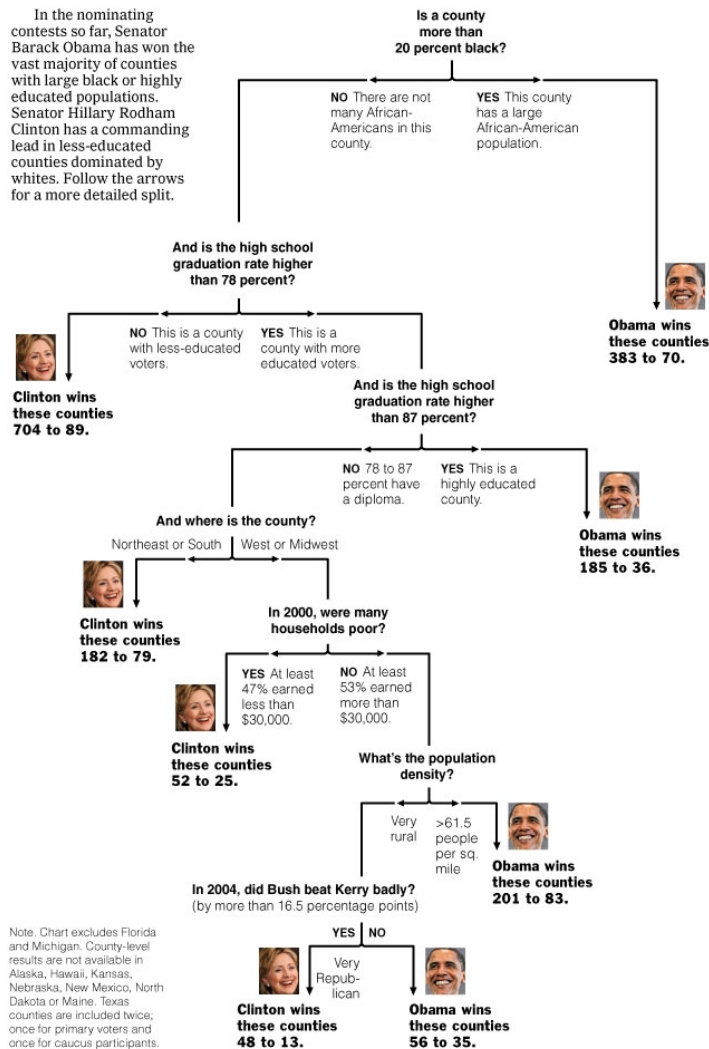 In the nominating
contests so far, Senator
Barack Obama has won the
vast majority of counties
with large black or highly
educated populations.
Senator Hillary Rodham
Clinton has a commanding
lead in less-educated
counties dominated by
whites. Follow the arrows
for a more detailed split.
Is a county
more than
20 percent black?
NO There are not
many African-
Americans in this
county.
YES This county
has a large
African-American
population.
And is the high school
graduation rate higher
than 78 percent?
Obama wins
these counties
383 to 70.
NO This is a county
with less-educated
voters.
YES This is a
county with more
educated voters.
Clinton wins
these counties
704 to 89.
And is the high school
graduation rate higher
than 87 percent?
NO 78 to 87
percent have
a diploma.
YES This is a
highly educated
county.
And where is the county?
Northeast or South
West or Midwest
Obama wins
these counties
185 to 36.
Clinton wins
these counties
182 to 79.
In 2000, were many
households poor?
YES At least
47% earned
less than
$30,000.
NO At least
53% earned
more than
$30,000.
Clinton wins
these counties
52 to 25.
What's the population
density?
Very
rural
>61.5
people
per sq.
mile
Obama wins
these counties
201 to 83.
In 2004, did Bush beat Kerry badly?
(by more than 16.5 percentage points)
YES
NO
Very
Repub-
lican
Clinton wins
these counties
48 to 13.
Obama wins
these counties
56 to 35.
Note. Chart excludes Florida
and Michigan. County-level
results are not available in
Alaska, Hawaii, Kansas,
Nebraska, New Mexico, North
Dakota or Maine. Texas
counties are included twice;
once for primary voters and
once for caucus participants.